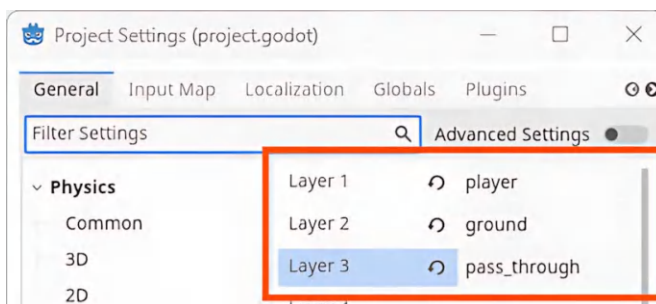 Project Settings (project.godot)
General Input Map Localization Globals Plugins
Filter Settings Advanced Settings
Physics Layer 1 player
Common Layer 2 ground
3D Layer 3 pass_through
2D